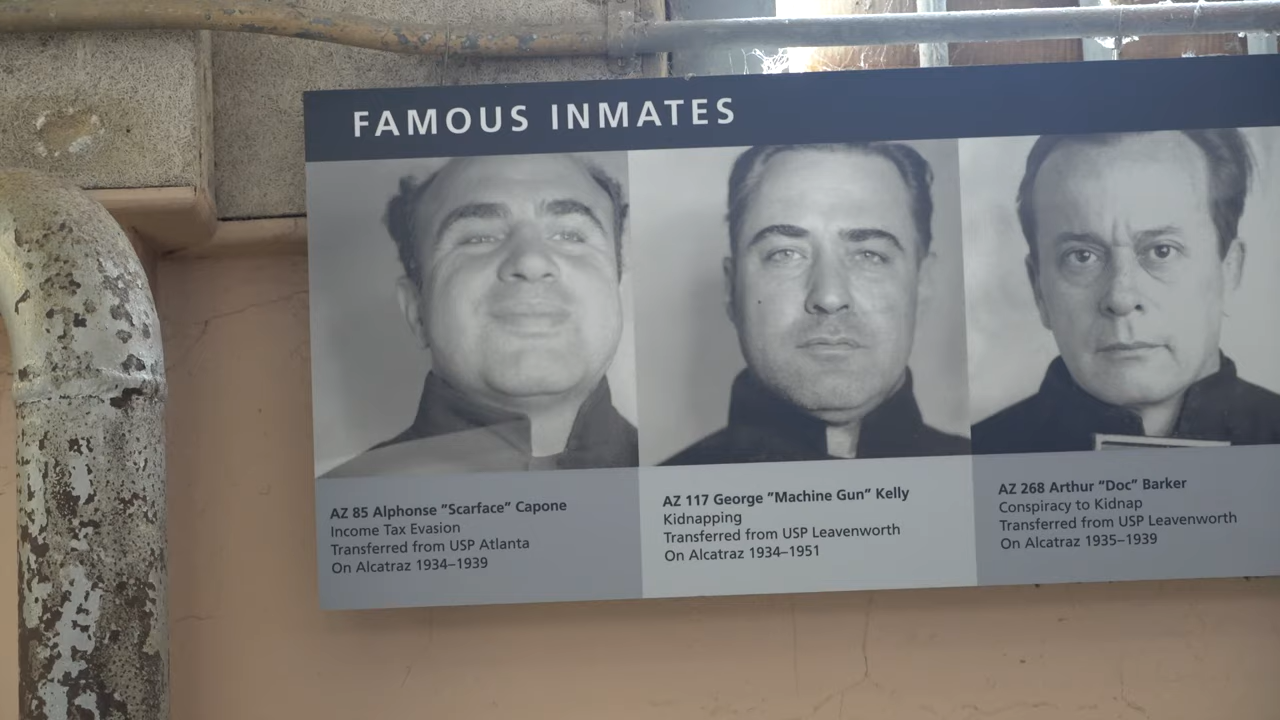 FAMOUS INMATES
AZ 85 Alphonse "Scarface" Capone
Income Tax Evasion
Transferred from USP Atlanta
On Alcatraz 1934–1939
AZ 117 George "Machine Gun" Kelly
Kidnapping
Transferred from USP Leavenworth
On Alcatraz 1934–1951
AZ 268 Arthur "Doc" Barker
Conspiracy to Kidnap
Transferred from USP Leavenworth
On Alcatraz 1935–1939